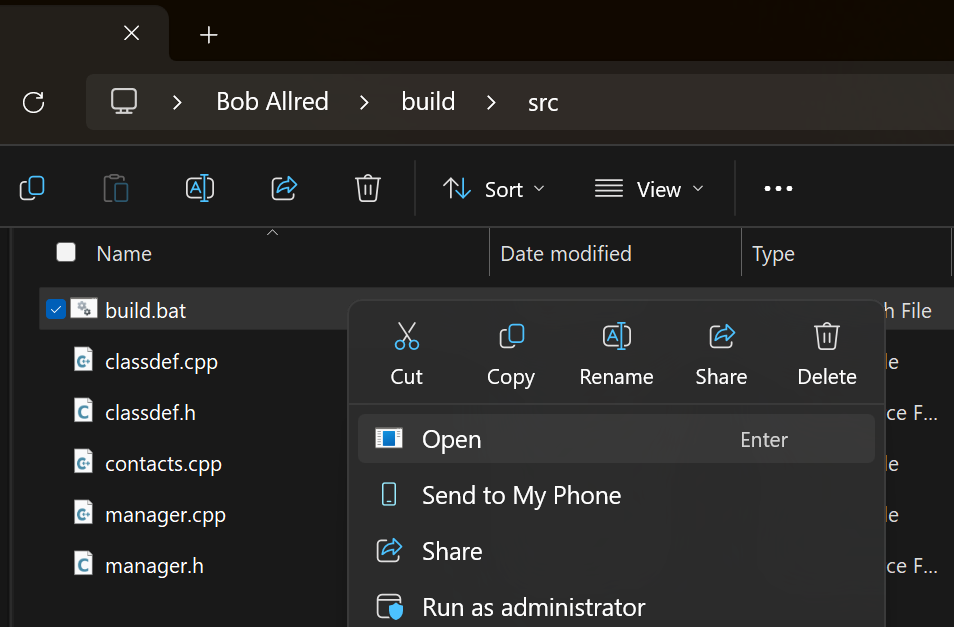 Bob Allred build src
Sort View
Name Date modified Type
build.bat h File
classdef.cpp le
classdef.h ce F...
contacts.cpp le
manager.cpp le
manager.h ce F...
Cut Copy Rename Share Delete
Open Enter
Send to My Phone
Share
Run as administrator